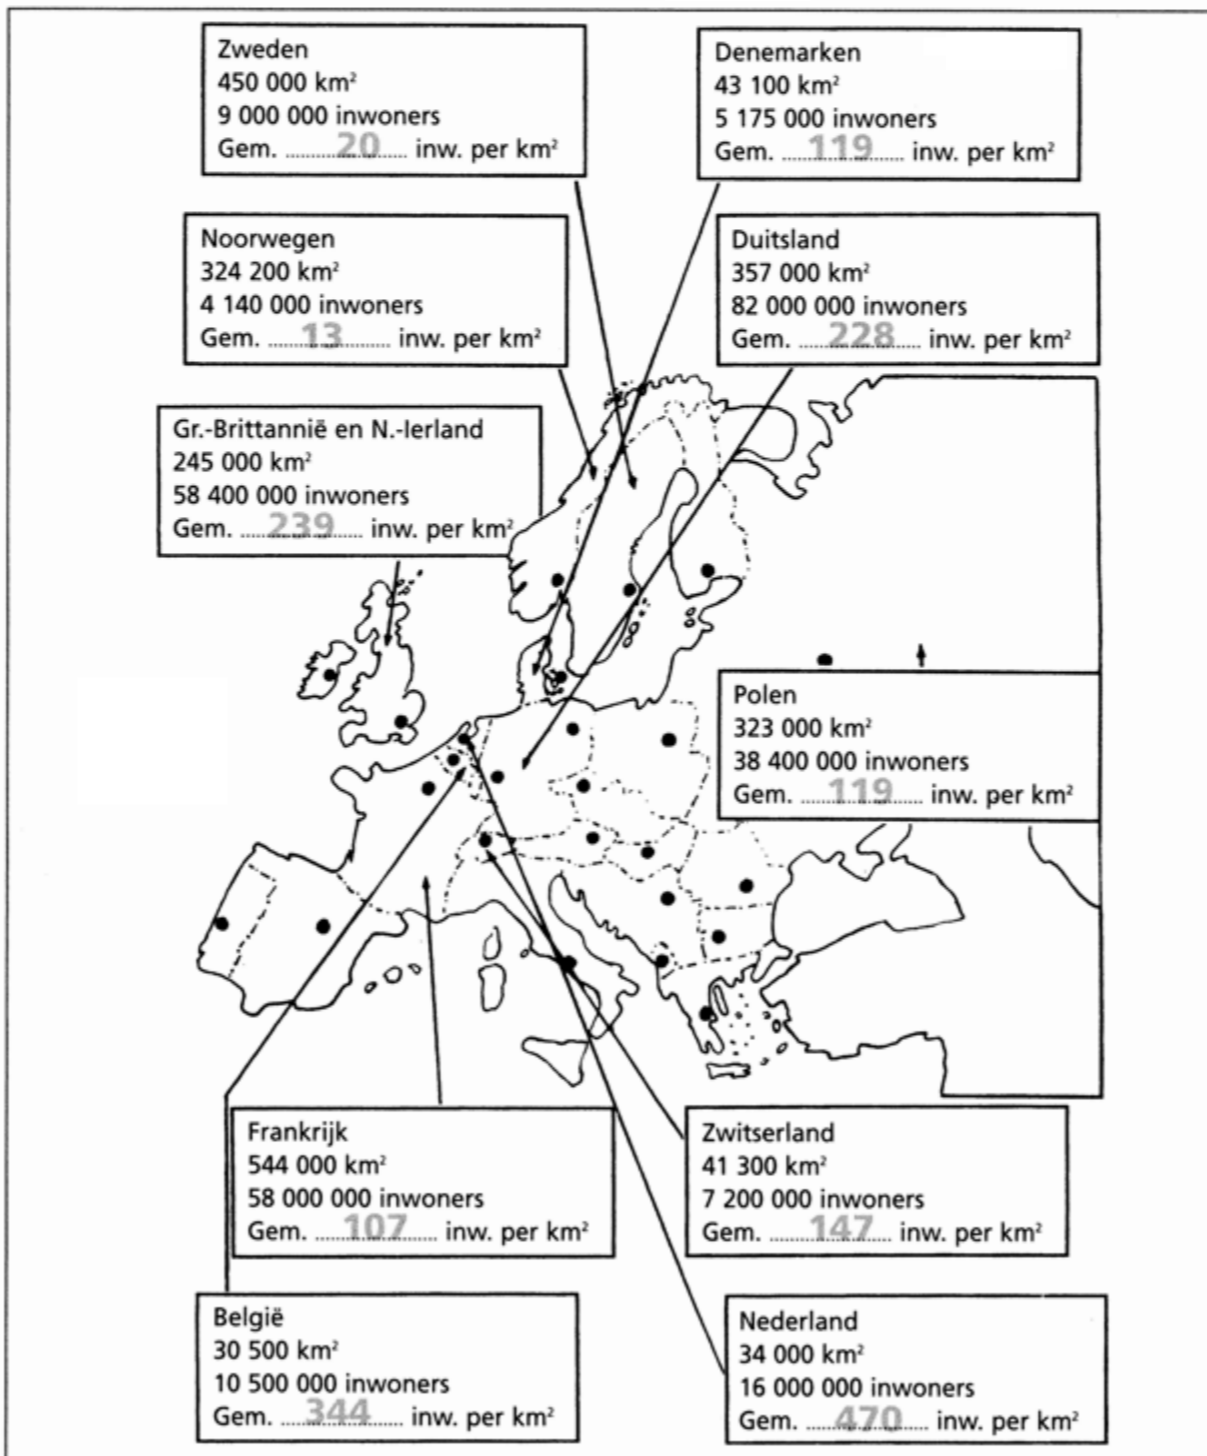 Zweden
450 000 km²
9 000 000 inwoners
Gem. 20 inw. per km²
Denemarken
43 100 km²
5 175 000 inwoners
Gem. 119 inw. per km²
Noorwegen
324 200 km²
4 140 000 inwoners
Gem. 13 inw. per km²
Duitsland
357 000 km²
82 000 000 inwoners
Gem. 228 inw. per km²
Gr.-Brittannië en N.-Ierland
245 000 km²
58 400 000 inwoners
Gem. 239 inw. per km²
Polen
323 000 km²
38 400 000 inwoners
Gem. 119 inw. per km²
Frankrijk
544 000 km²
58 000 000 inwoners
Gem. 107 inw. per km²
Zwitserland
41 300 km²
7 200 000 inwoners
Gem. 147 inw. per km²
België
30 500 km²
10 500 000 inwoners
Gem. 344 inw. per km²
Nederland
34 000 km²
16 000 000 inwoners
Gem. 470 inw. per km²